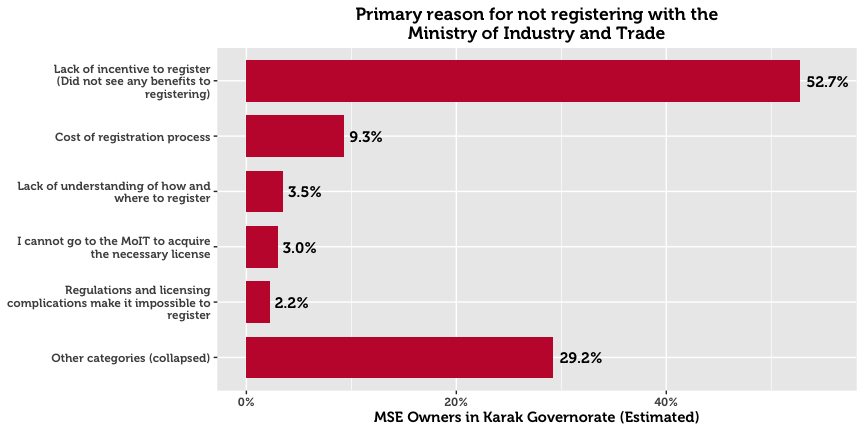 Primary reason for not registering with the
Ministry of Industry and Trade
Lack of incentive to register
(Did not see any benefits to
registering)
52.7%
Cost of registration process
9.3%
Lack of understanding of how and
where to register
3.5%
I cannot go to the MoIT to acquire
the necessary license
3.0%
Regulations and licensing
complications make it impossible to
register
2.2%
Other categories (collapsed)
29.2%
0%
20%
40%
MSE Owners in Karak Governorate (Estimated)